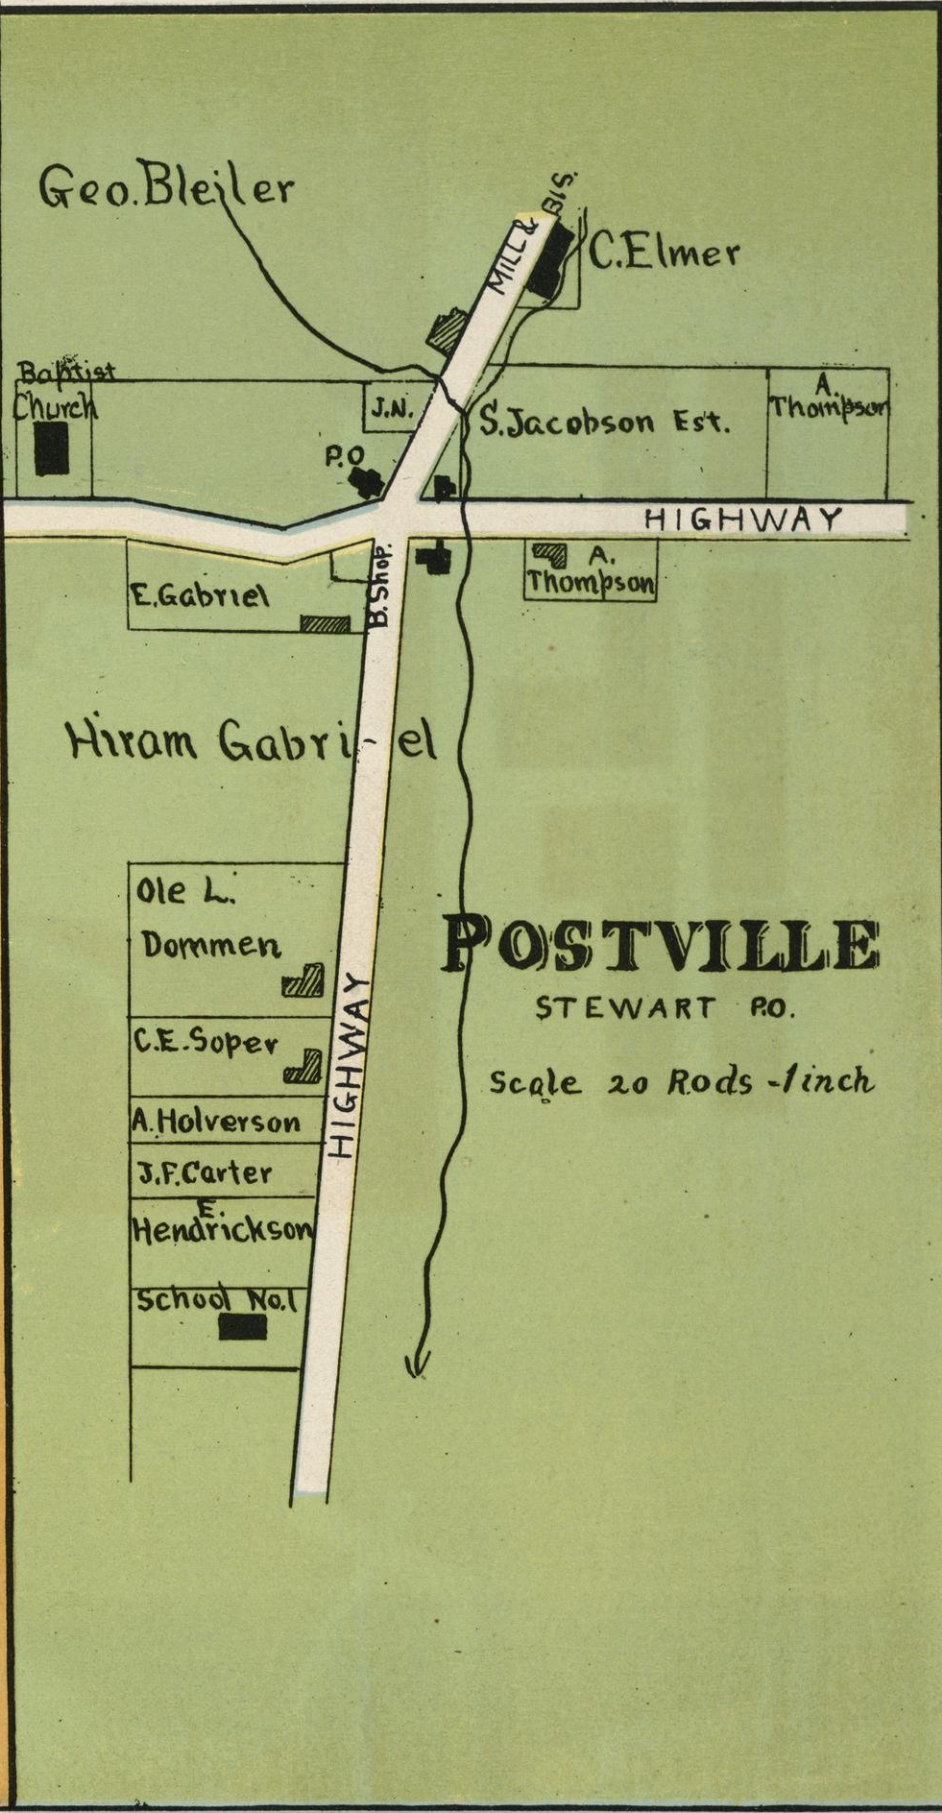 Geo. Bleiler
MILL & BIS.
C. Elmer
Baptist
Church
J.N.
S. Jacobson Est.
A.
Thompson
P.O
HIGHWAY
B. Shop.
E. Gabriel
A.
Thompson
Hiram Gabri-el
Ole L.
Dommen
POSTVILLE
STEWART P.O.
C.E. Soper
HIGHWAY
Scale 20 Rods - 1 inch
A. Holverson
J.F. Carter
E.
Hendrickson
School No. 1